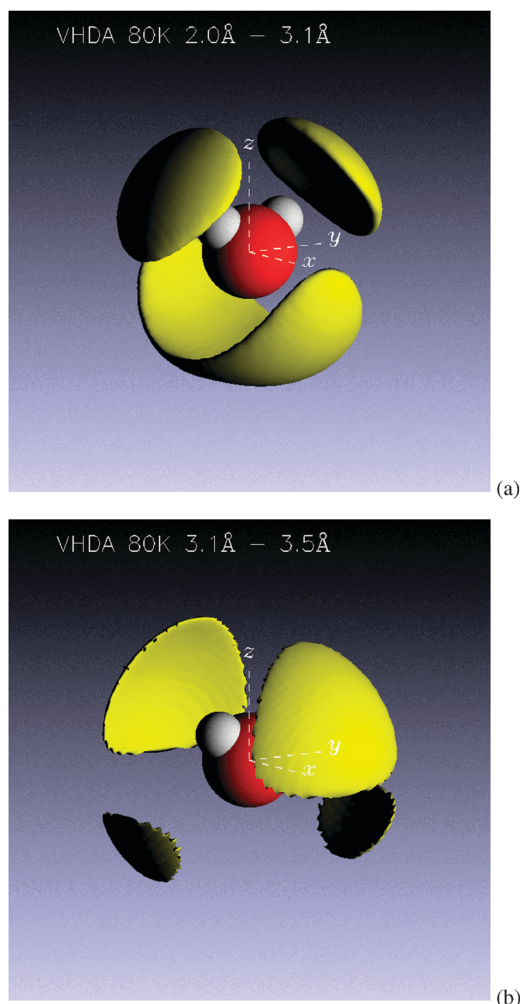 VHDA 80K 2.0Å – 3.1Å
z
y
x
(a)
VHDA 80K 3.1Å – 3.5Å
z
y
x
(b)